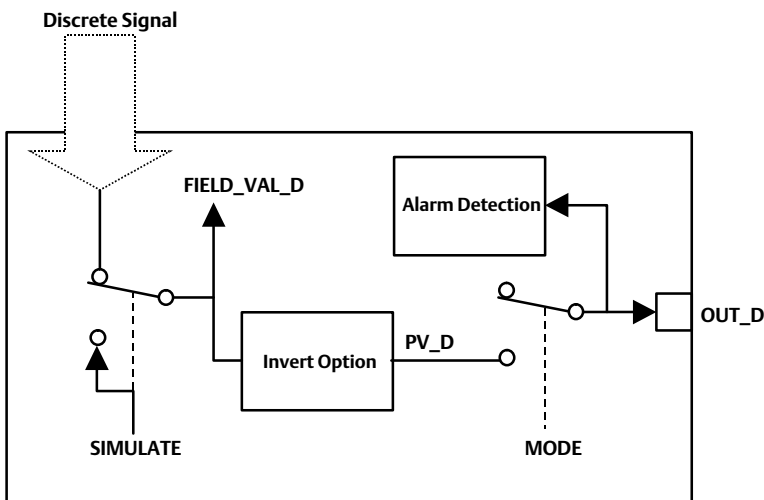 Discrete Signal
FIELD_VAL_D
Alarm Detection
OUT_D
PV_D
Invert Option
SIMULATE
MODE